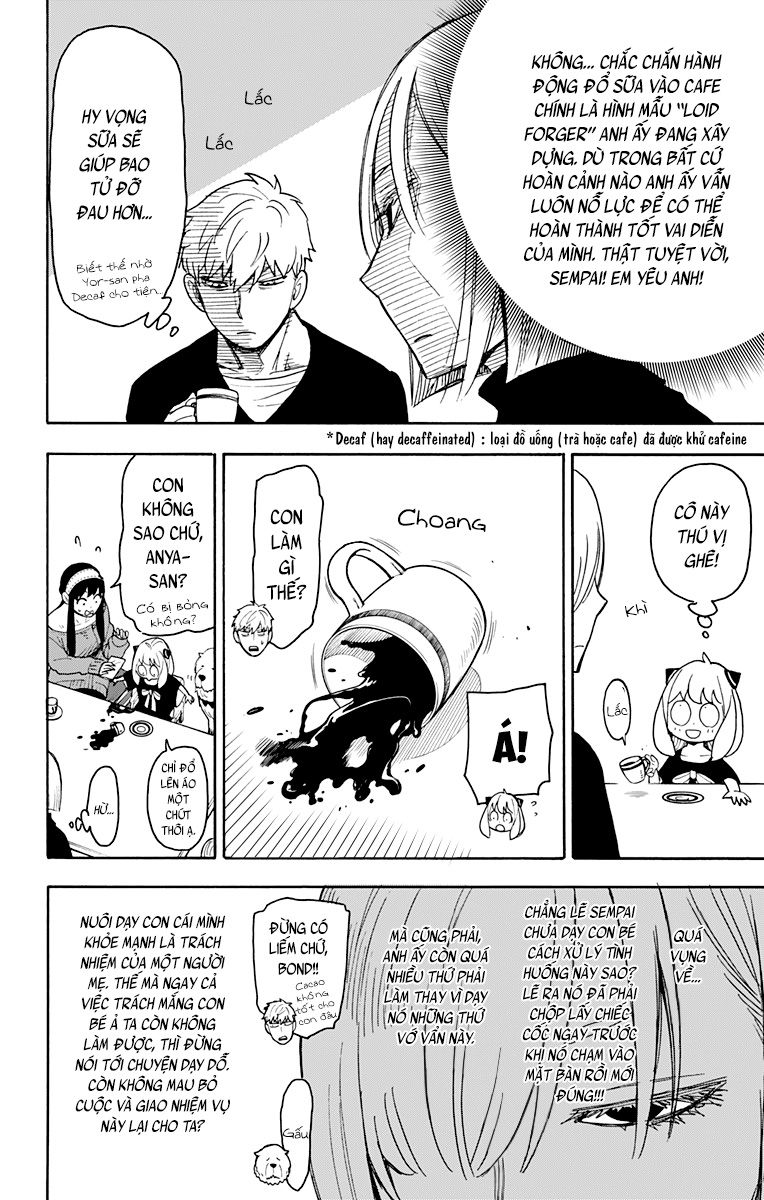 KHÔNG... CHẮC CHẮN HÀNH
ĐỘNG ĐỔ SỮA VÀO CAFE
CHÍNH LÀ HÌNH MẪU "LOID
FORGER" ANH ẤY ĐANG XÂY
DỰNG. DÙ TRONG BẤT CỨ
HOÀN CẢNH NÀO ANH ẤY VẪN
LUÔN NỖ LỰC ĐỂ CÓ THỂ
HOÀN THÀNH TỐT VAI DIỄN
CỦA MÌNH. THẬT TUYỆT VỜI,
SEMPAI! EM YÊU ANH!
Lắc
Lắc
HY VỌNG
SỮA SẼ
GIÚP BAO
TỬ ĐỠ
ĐAU HƠN...
Biết thế nhờ
Yor-san pha
Decaf cho tiện...
*Decaf (hay decaffeinated) : loại đồ uống (trà hoặc cafe) đã được khử cafeine
CÔ NÀY
THÚ VỊ
GHÊ!
Khì
Lắc
Choang
CON
LÀM
GÌ
THẾ?
Á!
CON
KHÔNG
SAO CHỨ,
ANYA-
SAN?
Có bị bỏng
không?
CHỈ ĐỔ
LÊN ÁO
MỘT
CHÚT
THÔI Ạ.
HỪ...
QUÁ
VỤNG
VỀ...
CHẲNG LẼ SEMPAI
CHƯA DẠY CON BÉ
CÁCH XỬ LÝ TÌNH
HUỐNG NÀY SAO?
LẼ RA NÓ ĐÃ PHẢI
CHỘP LẤY CHIẾC
CỐC NGAY TRƯỚC
KHI NÓ CHẠM VÀO
MẶT BÀN RỒI MỚI
ĐÚNG!!!
MÀ CŨNG PHẢI,
ANH ẤY CÒN QUÁ
NHIỀU THỨ PHẢI
LÀM THAY VÌ DẠY
NÓ NHỮNG THỨ
VỚ VẨN NÀY.
ĐỪNG CÓ
LIẾM CHỨ,
BOND!!
Cacao
không
tốt cho
con đâu
Gấu
NUÔI DẠY CON CÁI MÌNH
KHỎE MẠNH LÀ TRÁCH
NHIỆM CỦA MỘT NGƯỜI
MẸ. THẾ MÀ NGAY CẢ
VIỆC TRÁCH MẮNG CON
BÉ Ả TA CÒN KHÔNG
LÀM ĐƯỢC, THÌ ĐỪNG
NÓI TỚI CHUYỆN DẠY DỖ.
CÒN KHÔNG MAU BỎ
CUỘC VÀ GIAO NHIỆM VỤ
NÀY LẠI CHO TA?